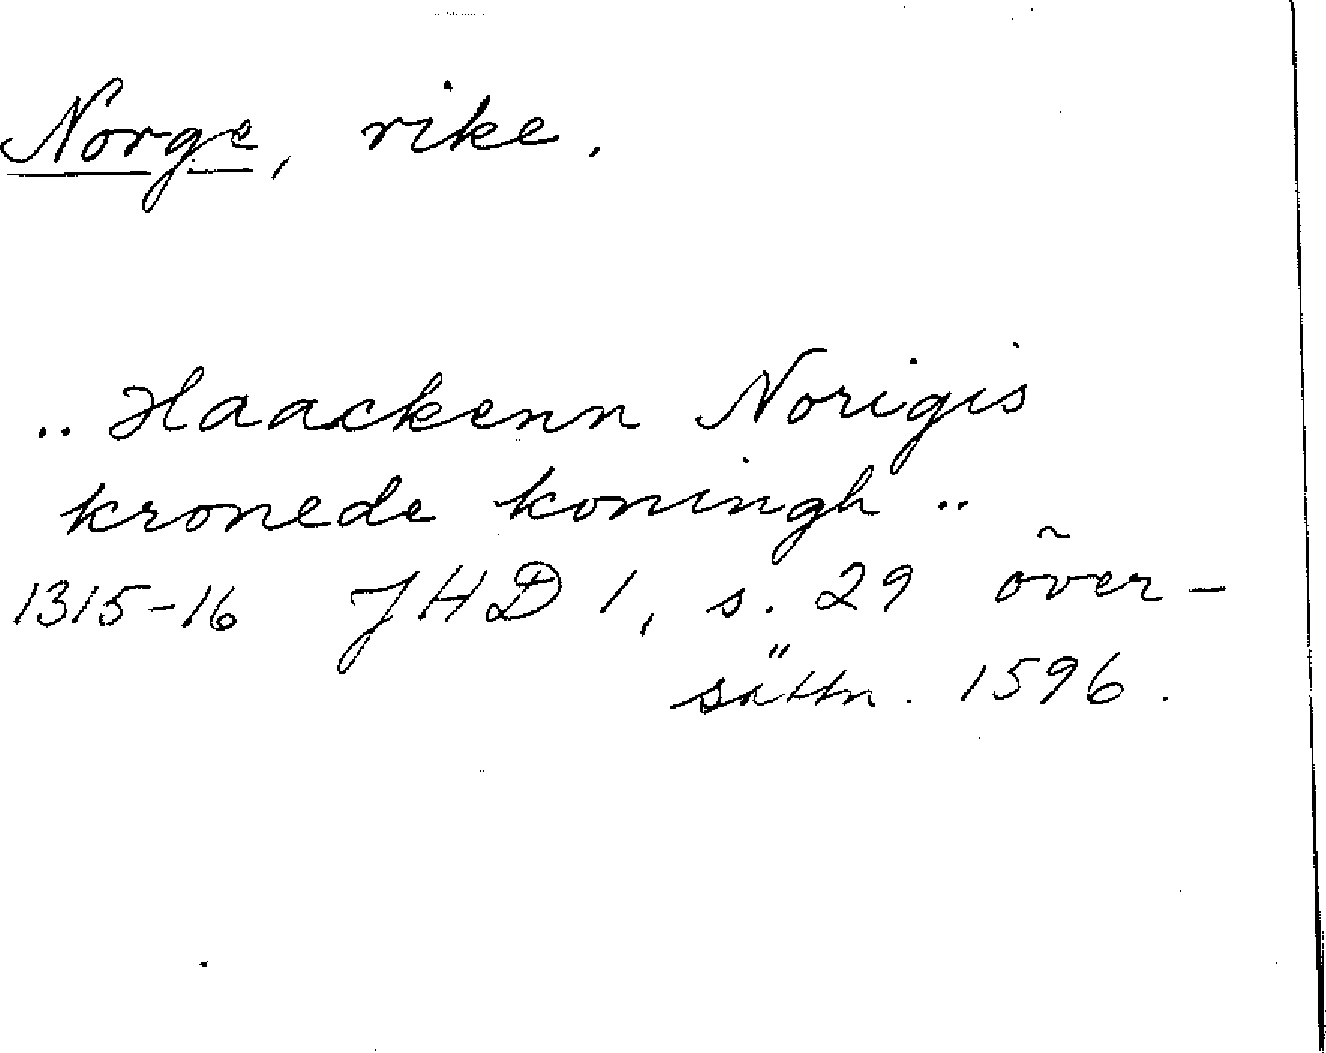 Norge, rike.
.. Haackenn Norigis
kronede koningh ..
1315-16 JHD 1, s. 29 över-
sättn. 1596.